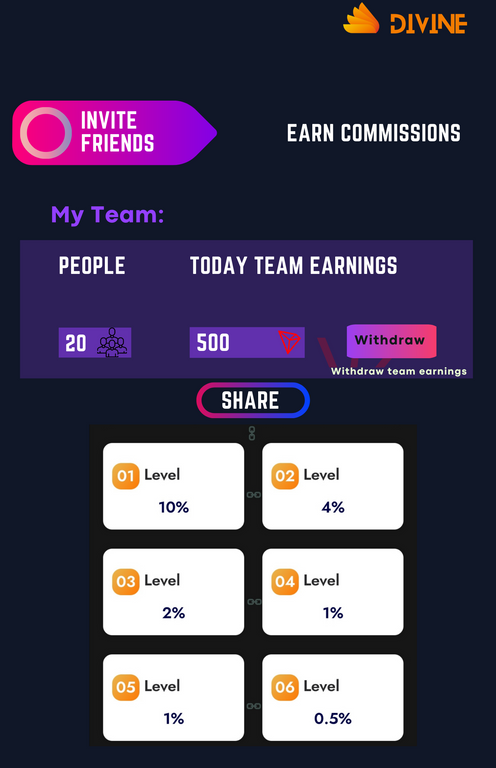 DIVINE
INVITE
FRIENDS
EARN COMMISSIONS
My Team:
PEOPLE
TODAY TEAM EARNINGS
20
500
Withdraw
Withdraw team earnings
SHARE
01 Level
10%
02 Level
4%
03 Level
2%
04 Level
1%
05 Level
1%
06 Level
0.5%